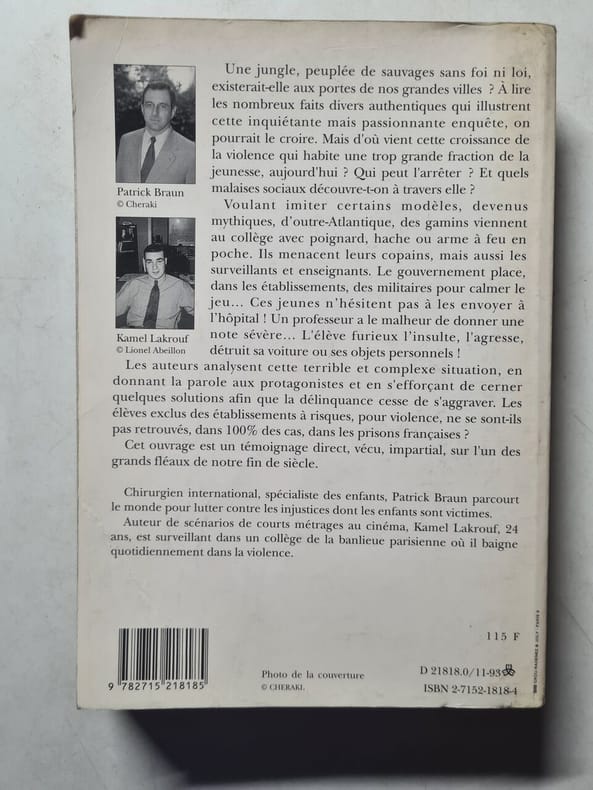 Une jungle, peuplée de sauvages sans foi ni loi,
existerait-elle aux portes de nos grandes villes ? À lire
les nombreux faits divers authentiques qui illustrent
cette inquiétante mais passionnante enquête, on
pourrait le croire. Mais d'où vient cette croissance de
la violence qui habite une trop grande fraction de la
jeunesse, aujourd'hui ? Qui peut l'arrêter ? Et quels
malaises sociaux découvre-t-on à travers elle ?
Patrick Braun
© Cheraki
Voulant imiter certains modèles, devenus
mythiques, d'outre-Atlantique, des gamins viennent
au collège avec poignard, hache ou arme à feu en
poche. Ils menacent leurs copains, mais aussi les
surveillants et enseignants. Le gouvernement place,
dans les établissements, des militaires pour calmer le
jeu... Ces jeunes n'hésitent pas à les envoyer à
l'hôpital ! Un professeur a le malheur de donner une
note sévère... L'élève furieux l'insulte, l'agresse,
détruit sa voiture ou ses objets personnels !
Kamel Lakrouf
© Lionel Abeillon
Les auteurs analysent cette terrible et complexe situation, en
donnant la parole aux protagonistes et en s'efforçant de cerner
quelques solutions afin que la délinquance cesse de s'aggraver. Les
élèves exclus des établissements à risques, pour violence, ne se sont-ils
pas retrouvés, dans 100% des cas, dans les prisons françaises ?
Cet ouvrage est un témoignage direct, vécu, impartial, sur l'un des
grands fléaux de notre fin de siècle.
Chirurgien international, spécialiste des enfants, Patrick Braun parcourt
le monde pour lutter contre les injustices dont les enfants sont victimes.
Auteur de scénarios de courts métrages au cinéma, Kamel Lakrouf, 24
ans, est surveillant dans un collège de la banlieue parisienne où il baigne
quotidiennement dans la violence.
115 F
9 782715 218185
Photo de la couverture
© CHERAKI.
D 21818.0/11-93
ISBN 2-7152-1818-4